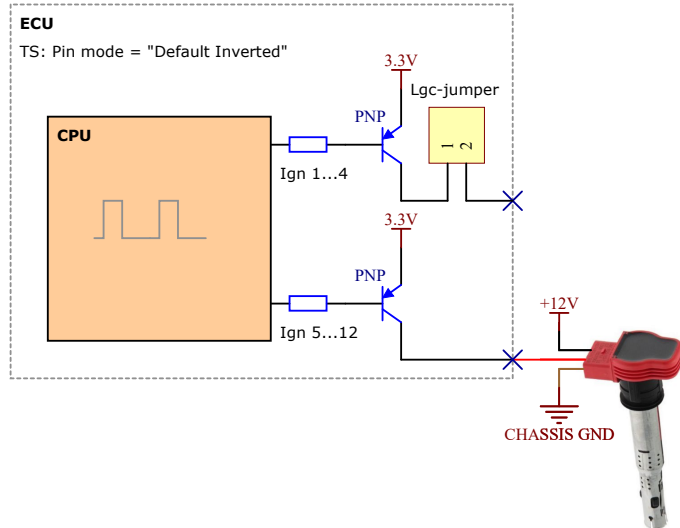 ECU
TS: Pin mode = "Default Inverted"
3.3V
Lgc-jumper
PNP
CPU
1
2
Ign 1...4
3.3V
PNP
+12V
Ign 5...12
CHASSIS GND